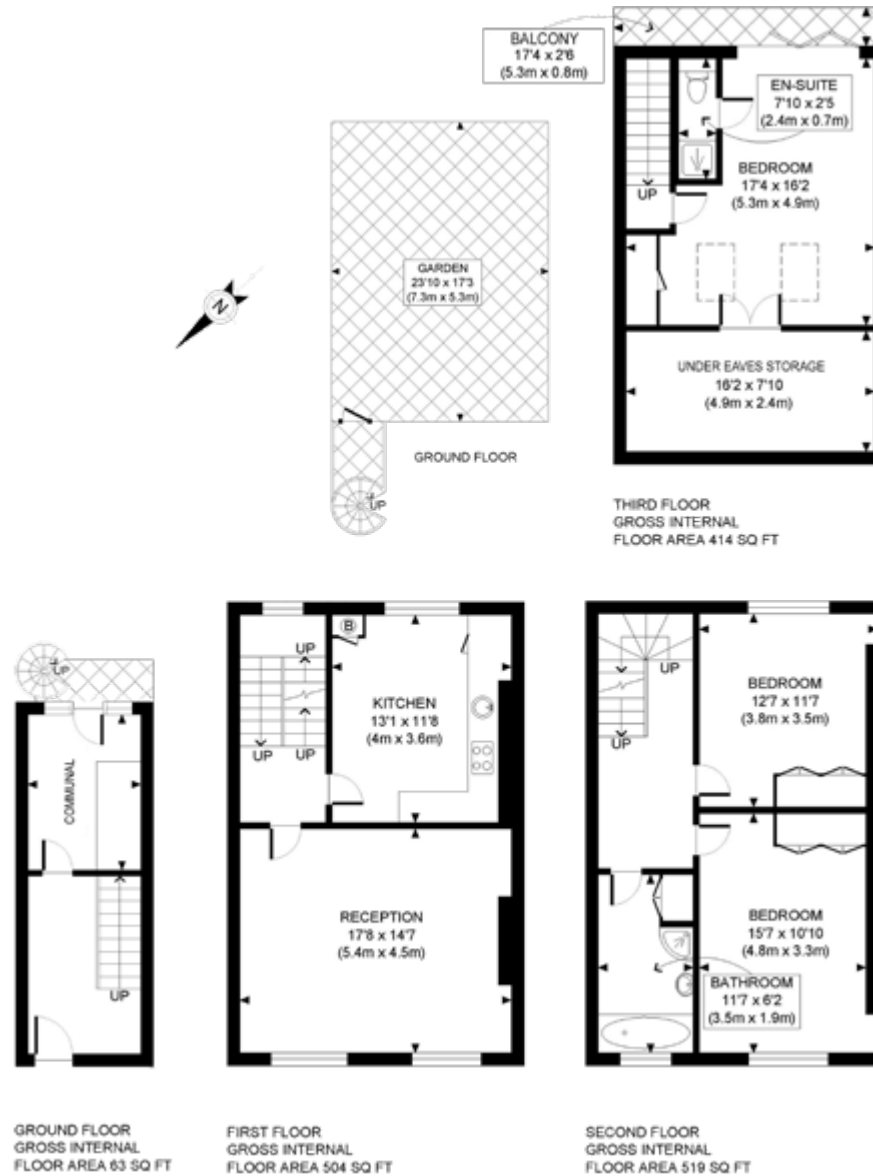 BALCONY
17'4 x 2'6
(5.3m x 0.8m)
EN-SUITE
7'10 x 2'5
(2.4m x 0.7m)
BEDROOM
17'4 x 16'2
(5.3m x 4.9m)
UP
UNDER EAVES STORAGE
16'2 x 7'10
(4.9m x 2.4m)
THIRD FLOOR
GROSS INTERNAL
FLOOR AREA 414 SQ FT
N
GARDEN
23'10 x 17'3
(7.3m x 5.3m)
UP
GROUND FLOOR
UP
COMMUNAL
UP
GROUND FLOOR
GROSS INTERNAL
FLOOR AREA 63 SQ FT
B
UP
UP
UP
KITCHEN
13'1 x 11'8
(4m x 3.6m)
RECEPTION
17'8 x 14'7
(5.4m x 4.5m)
FIRST FLOOR
GROSS INTERNAL
FLOOR AREA 504 SQ FT
UP
UP
BEDROOM
12'7 x 11'7
(3.8m x 3.5m)
BEDROOM
15'7 x 10'10
(4.8m x 3.3m)
BATHROOM
11'7 x 6'2
(3.5m x 1.9m)
SECOND FLOOR
GROSS INTERNAL
FLOOR AREA 519 SQ FT